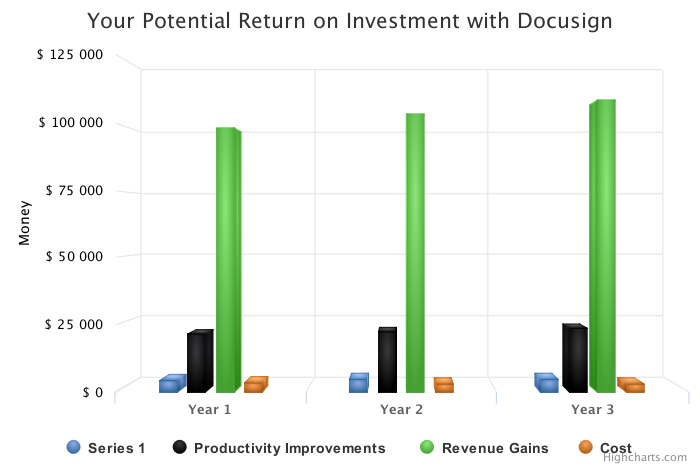 Your Potential Return on Investment with Docusign
Money
$ 125 000
$ 100 000
$ 75 000
$ 50 000
$ 25 000
$ 0
Year 1
Year 2
Year 3
Series 1
Productivity Improvements
Revenue Gains
Cost
Highcharts.com